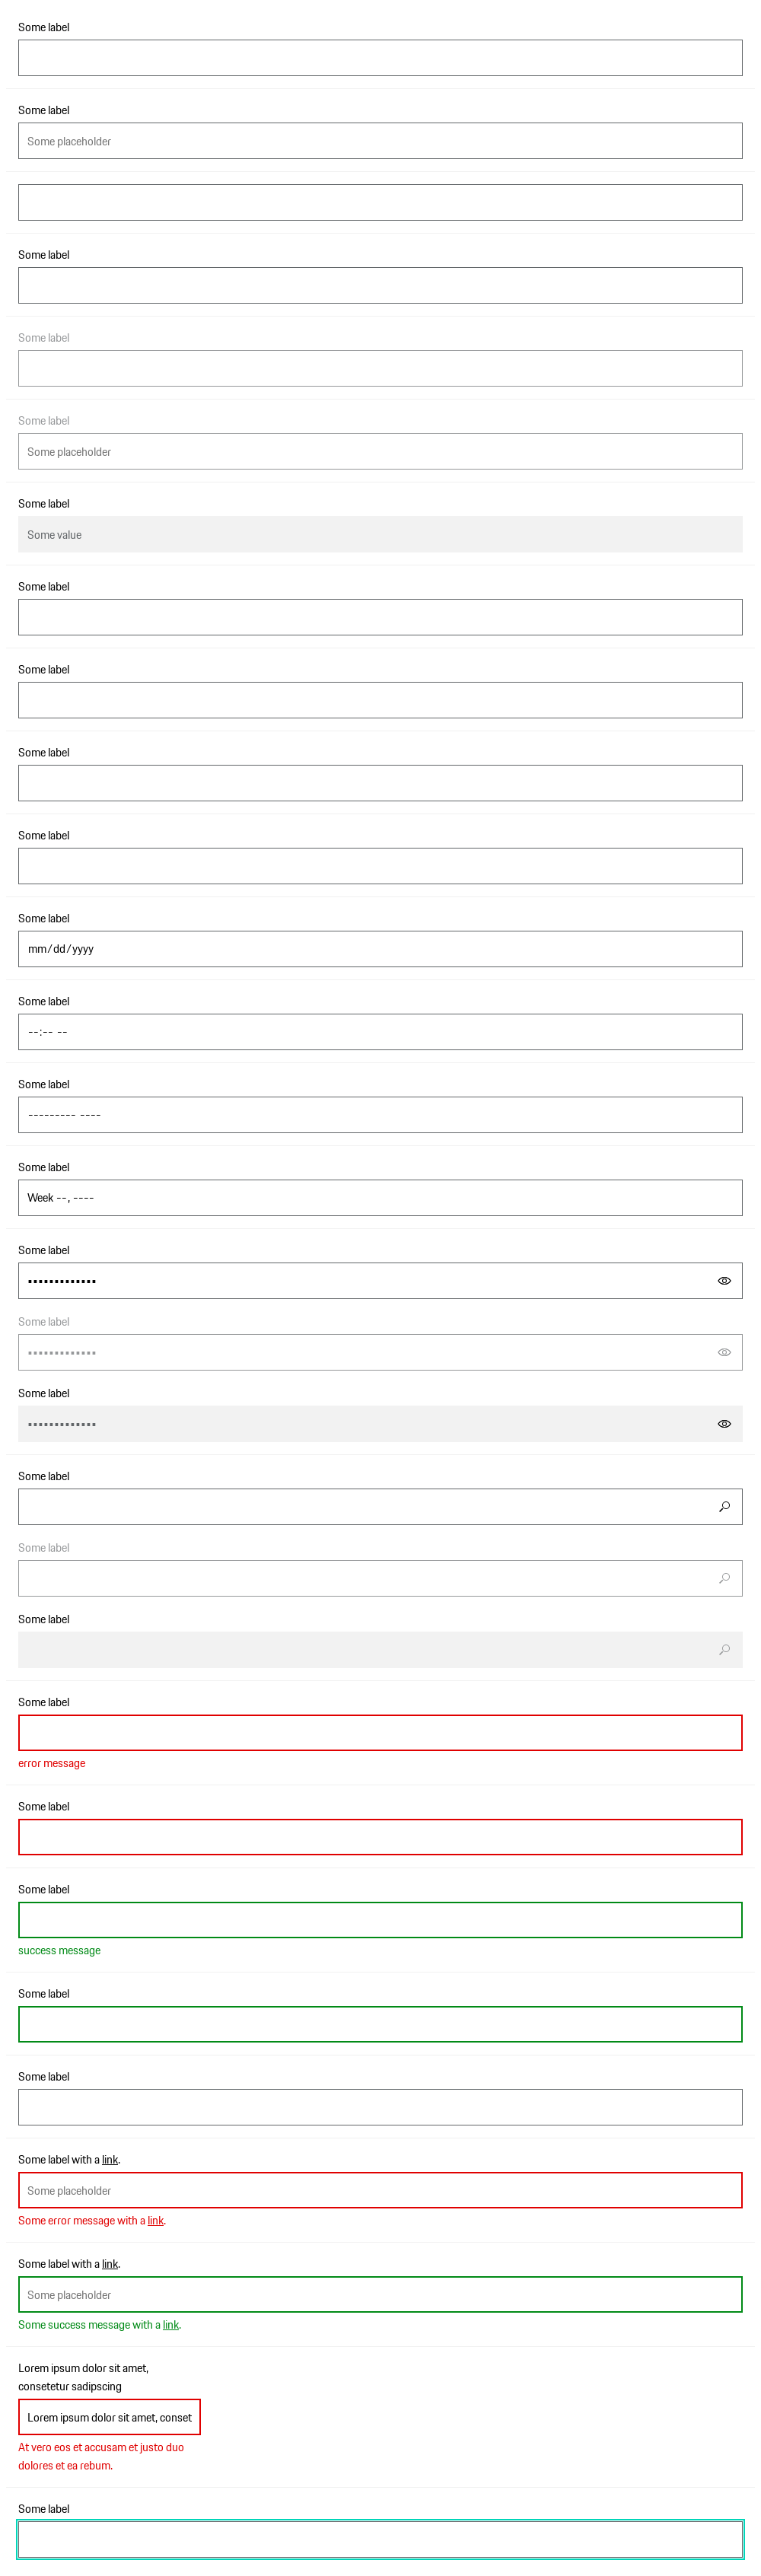 Some label
Some label
Some placeholder
Some label
Some label
Some label
Some placeholder
Some label
Some value
Some label
Some label
Some label
Some label
Some label
mm/dd/yyyy
Some label
--:-- --
Some label
--------- ----
Some label
Week --, ----
Some label
•••••••••••••
Some label
•••••••••••••
Some label
•••••••••••••
Some label
Some label
Some label
Some label
error message
Some label
Some label
success message
Some label
Some label
Some label with a link.
Some placeholder
Some error message with a link.
Some label with a link.
Some placeholder
Some success message with a link.
Lorem ipsum dolor sit amet,
consetetur sadipscing
Lorem ipsum dolor sit amet, conset
At vero eos et accusam et justo duo
dolores et ea rebum.
Some label